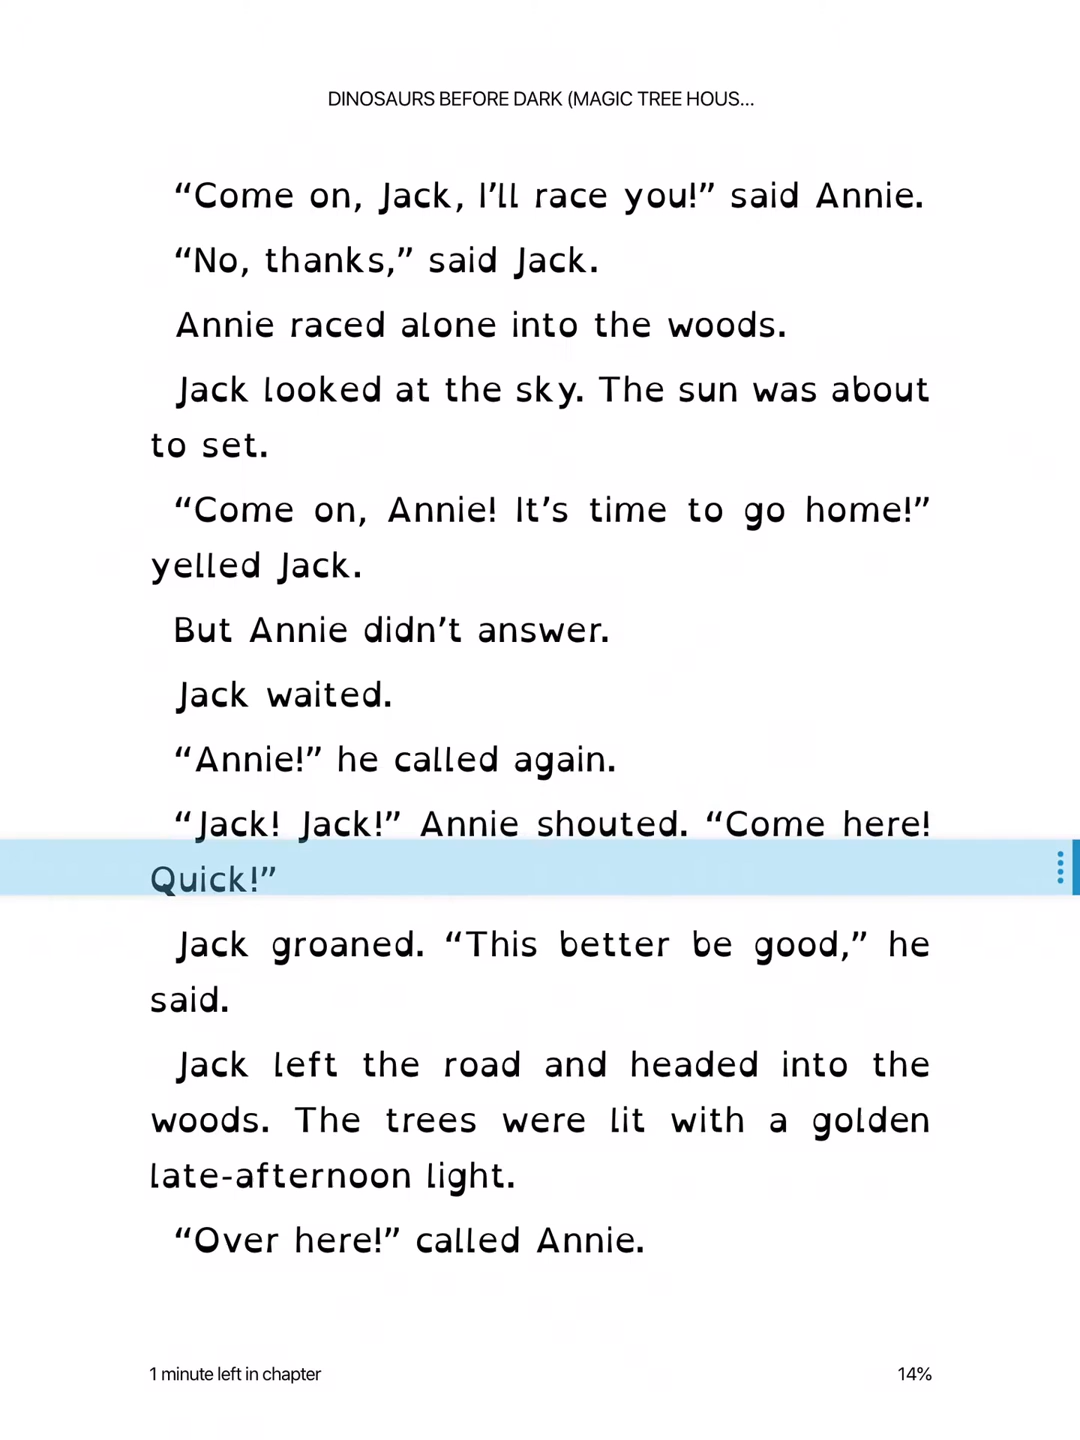 DINOSAURS BEFORE DARK (MAGIC TREE HOUS...
“Come on, Jack, I’ll race you!” said Annie.
“No, thanks,” said Jack.
Annie raced alone into the woods.
Jack looked at the sky. The sun was about
to set.
“Come on, Annie! It’s time to go home!”
yelled Jack.
But Annie didn’t answer.
Jack waited.
“Annie!” he called again.
“Jack! Jack!” Annie shouted. “Come here!
Quick!”
Jack groaned. “This better be good,” he
said.
Jack left the road and headed into the
woods. The trees were lit with a golden
late-afternoon light.
“Over here!” called Annie.
1 minute left in chapter
14%